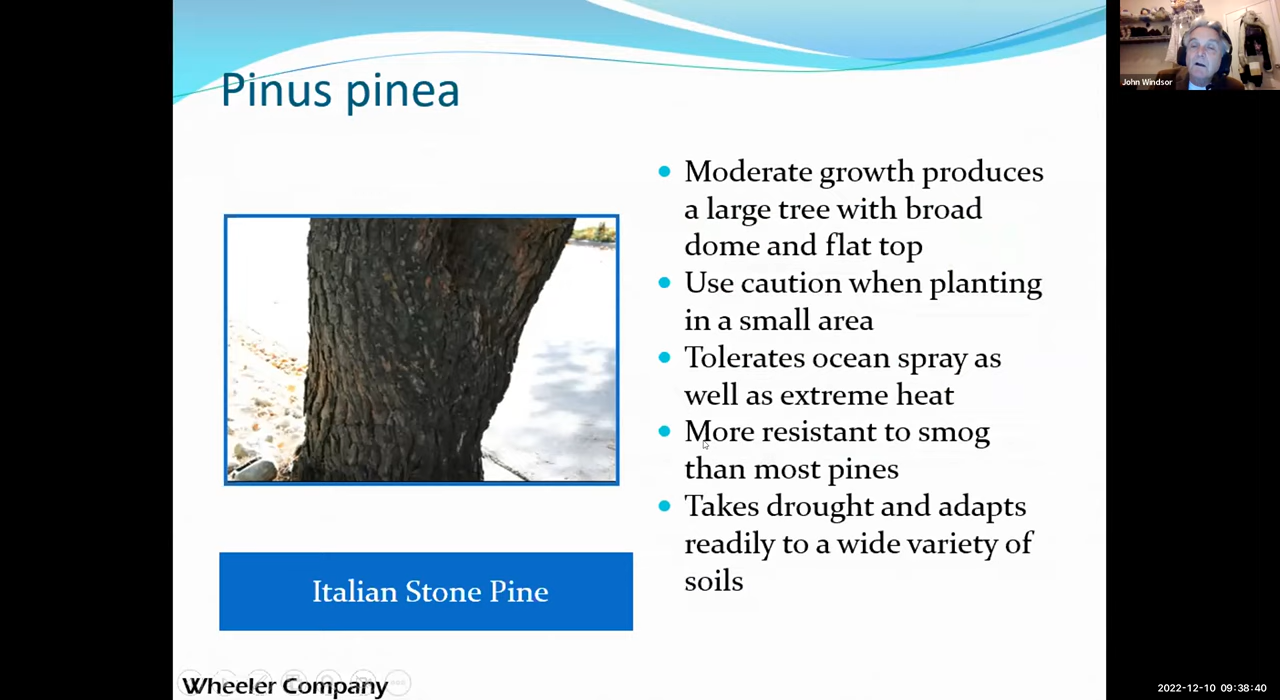 Pinus pinea
Moderate growth produces
a large tree with broad
dome and flat top
Use caution when planting
in a small area
Tolerates ocean spray as
well as extreme heat
More resistant to smog
than most pines
Takes drought and adapts
readily to a wide variety of
soils
Italian Stone Pine
Wheeler Company
John Windsor
2022-12-10 09:38:40